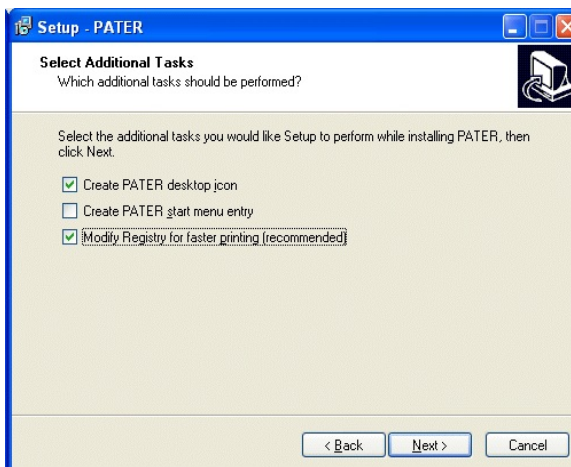 Setup - PATER
Select Additional Tasks
Which additional tasks should be performed?
Select the additional tasks you would like Setup to perform while installing PATER, then
click Next.
Create PATER desktop icon
Create PATER start menu entry
Modify Registry for faster printing (recommended)
< Back
Next >
Cancel